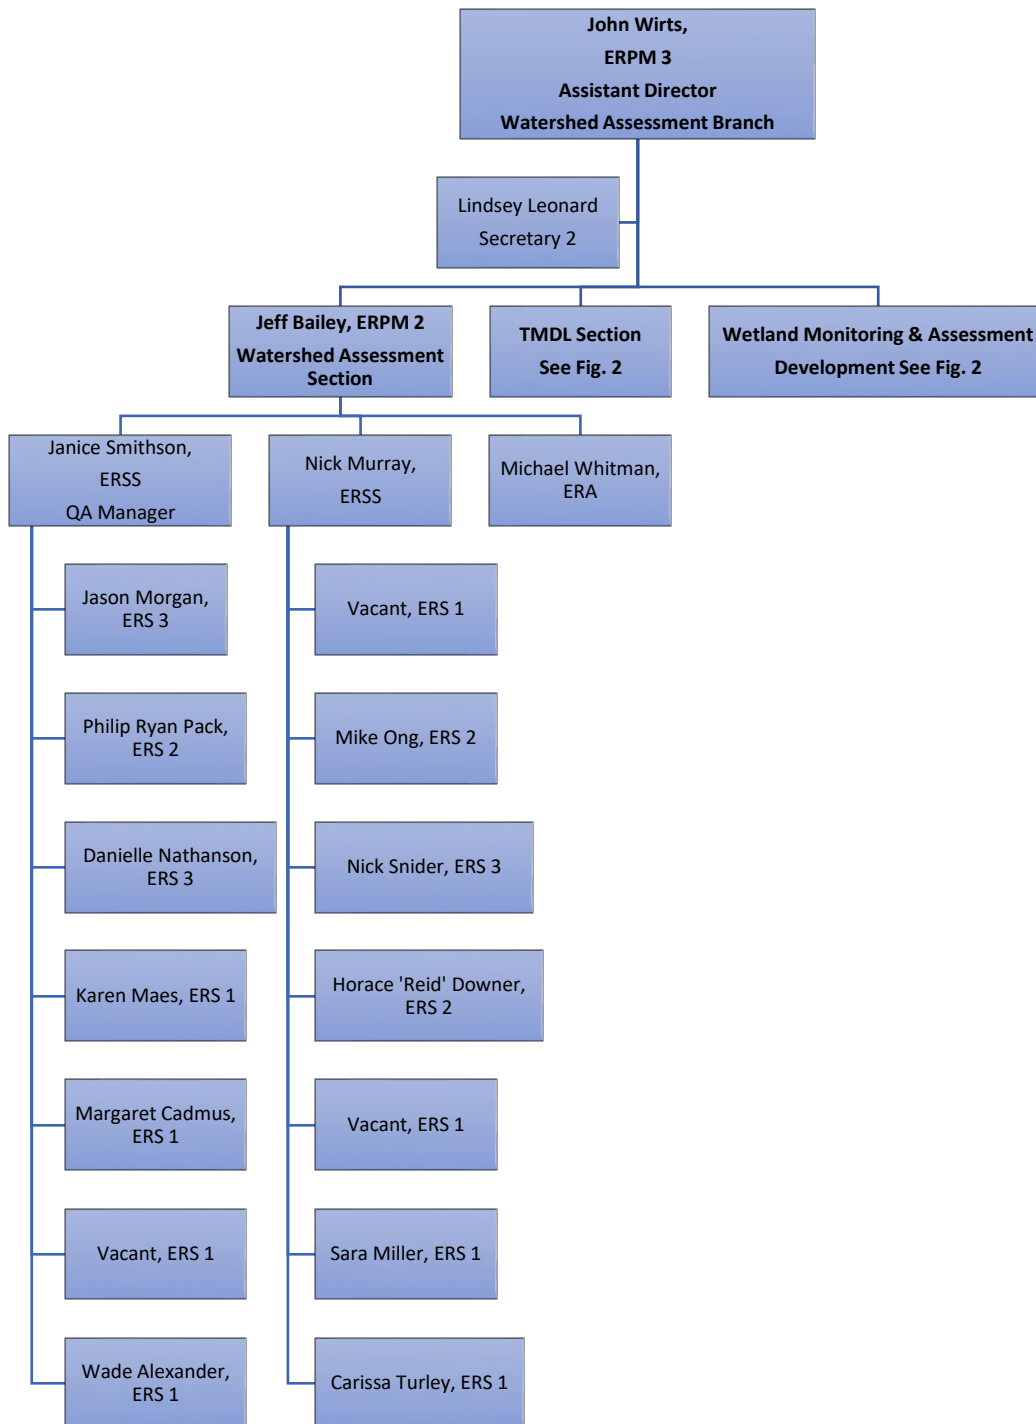 John Wirts,
ERPM 3
Assistant Director
Watershed Assessment Branch
Lindsey Leonard
Secretary 2
Jeff Bailey, ERPM 2
Watershed Assessment
Section
TMDL Section
See Fig. 2
Wetland Monitoring & Assessment
Development See Fig. 2
Janice Smithson,
ERSS
QA Manager
Nick Murray,
ERSS
Michael Whitman,
ERA
Jason Morgan,
ERS 3
Philip Ryan Pack,
ERS 2
Danielle Nathanson,
ERS 3
Karen Maes, ERS 1
Margaret Cadmus,
ERS 1
Vacant, ERS 1
Wade Alexander,
ERS 1
Vacant, ERS 1
Mike Ong, ERS 2
Nick Snider, ERS 3
Horace 'Reid' Downer,
ERS 2
Vacant, ERS 1
Sara Miller, ERS 1
Carissa Turley, ERS 1